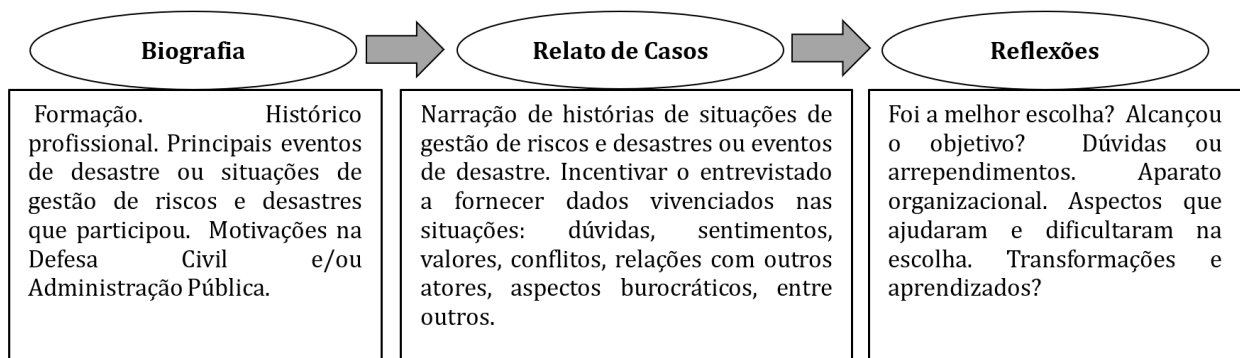 Biografia
Relato de Casos
Reflexões
Formação. Histórico
profissional. Principais eventos
de desastre ou situações de
gestão de riscos e desastres
que participou. Motivações na
Defesa Civil e/ou
Administração Pública.
Narração de histórias de situações de
gestão de riscos e desastres ou eventos
de desastre. Incentivar o entrevistado
a fornecer dados vivenciados nas
situações: dúvidas, sentimentos,
valores, conflitos, relações com outros
atores, aspectos burocráticos, entre
outros.
Foi a melhor escolha? Alcançou
o objetivo? Dúvidas ou
arrependimentos. Aparato
organizacional. Aspectos que
ajudaram e dificultaram na
escolha. Transformações e
aprendizados?